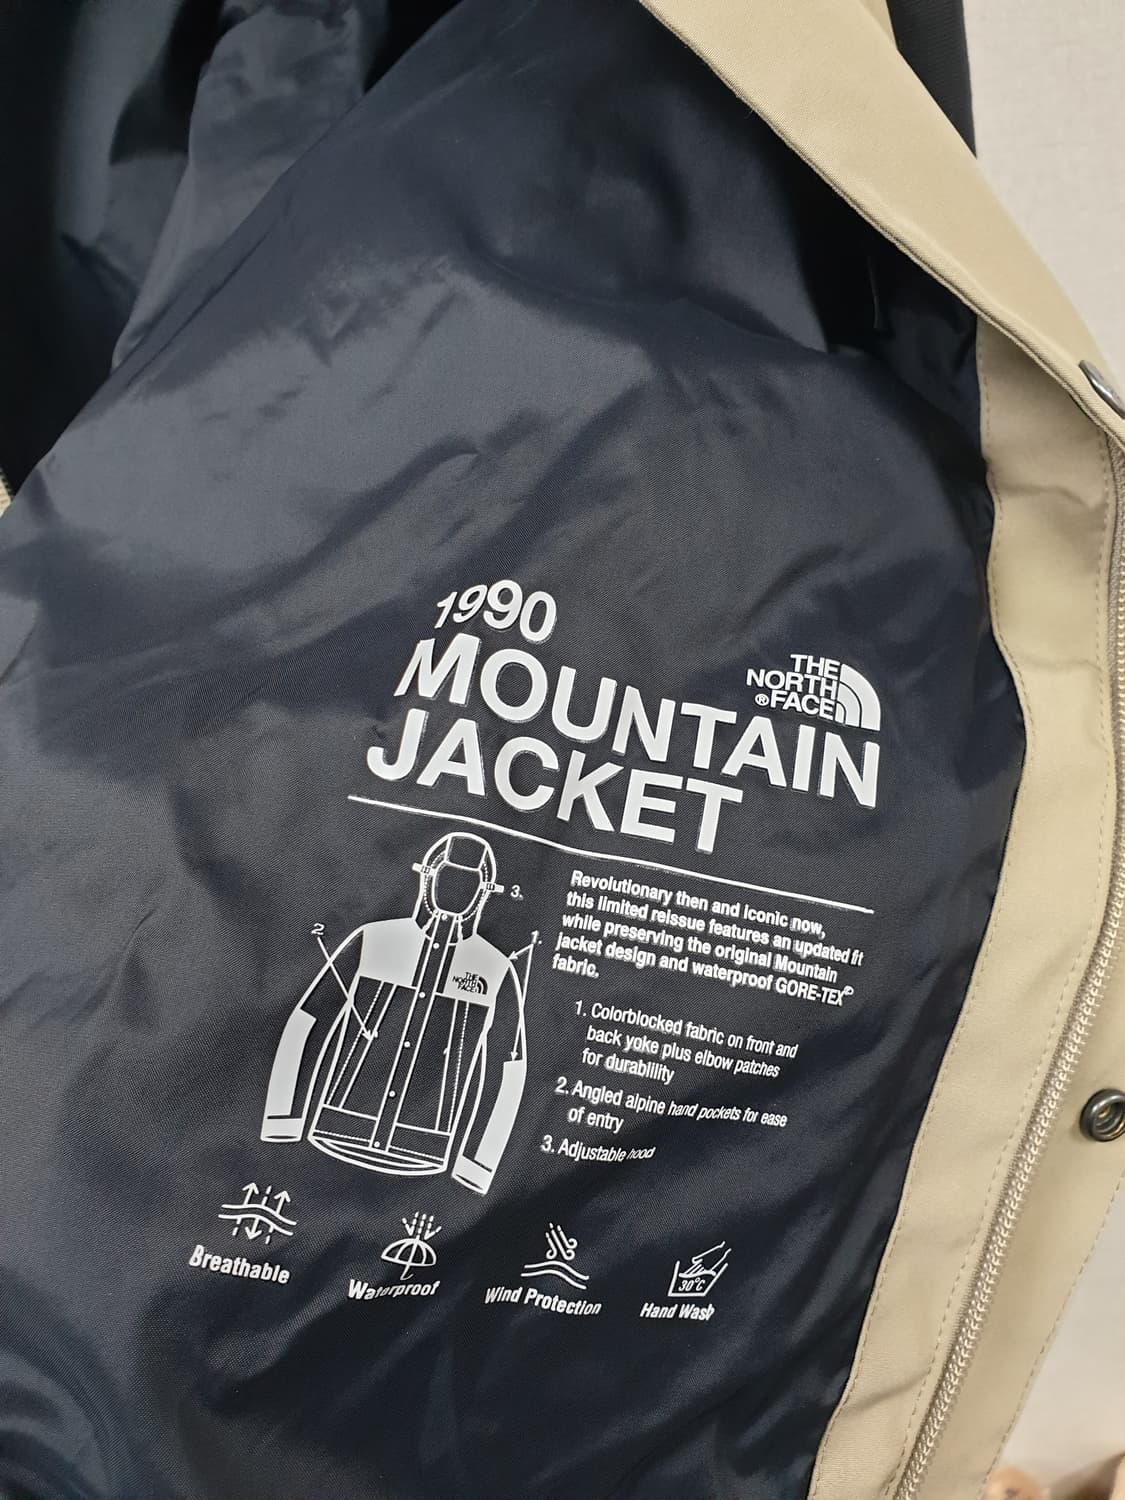 1990
MOUNTAIN
JACKET
THE
NORTH
®FACE
Revolutionary then and iconic now,
this limited reissue features an updated fit
while preserving the original Mountain
jacket design and waterproof GORE-TEX®
fabric.
1. Colorblocked fabric on front and
back yoke plus elbow patches
for durablility
2. Angled alpine hand pockets for ease
of entry
3. Adjustable hood
3.
2.
1.
THE
NORTH
FACE
Breathable
Waterproof
Wind Protection
30°C
Hand Wash